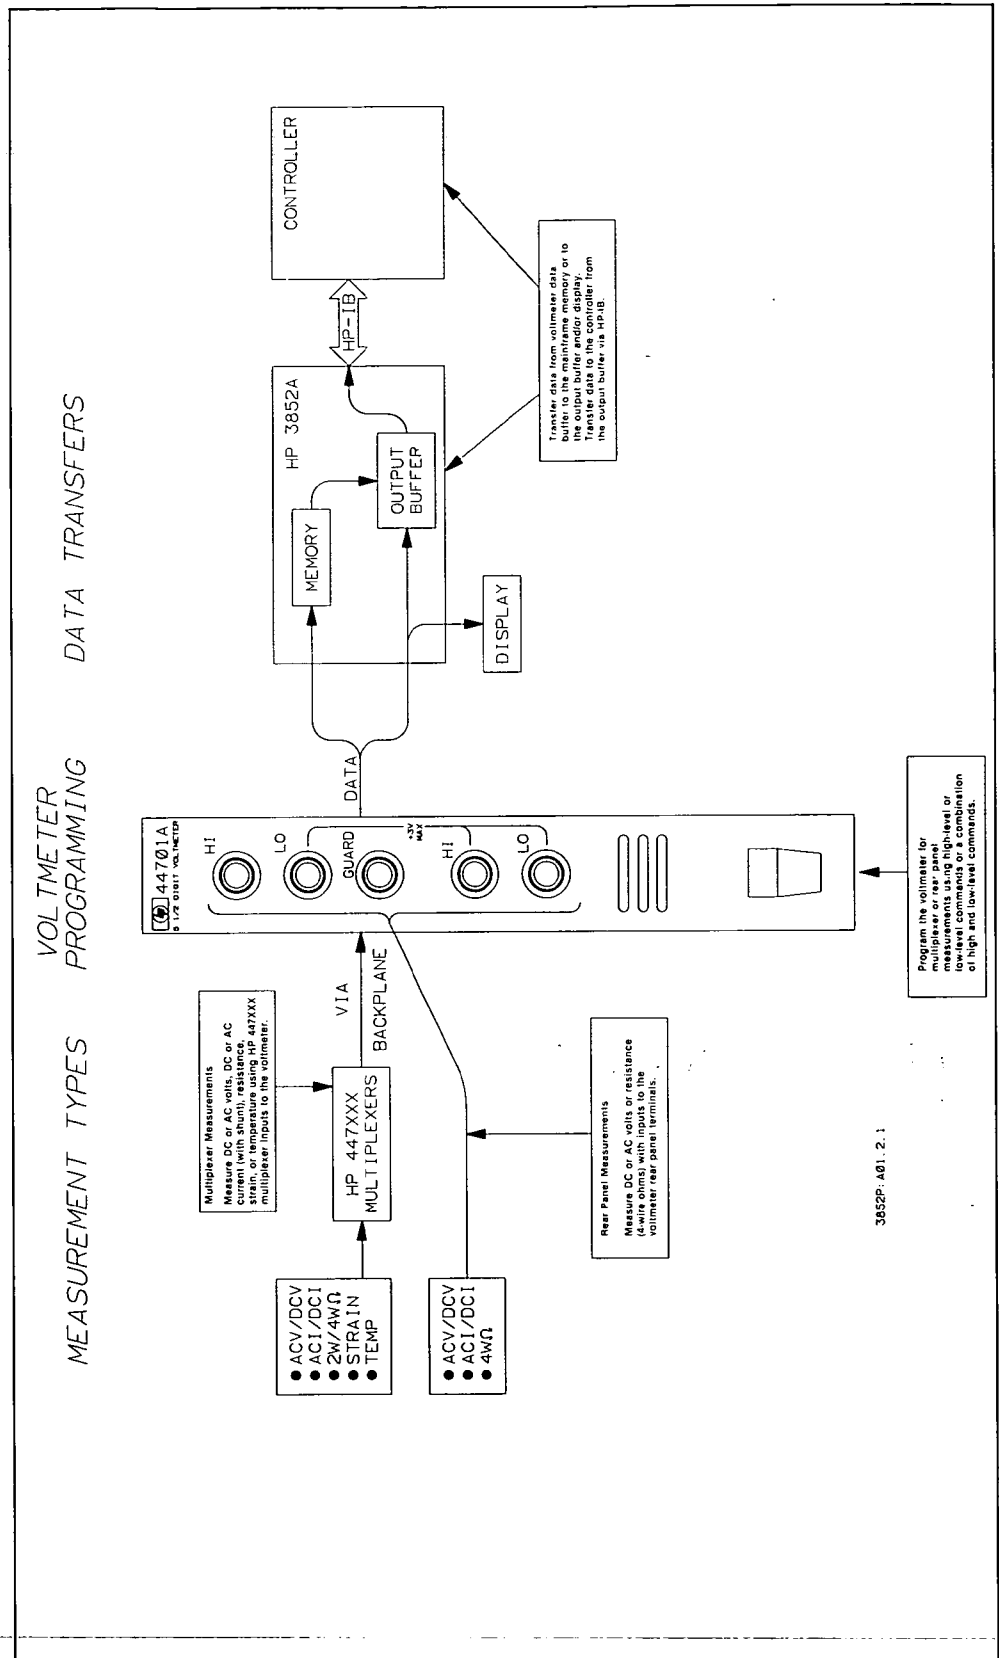 MEASUREMENT TYPES
VOLTMETER
PROGRAMMING
DATA TRANSFERS
Multiplexer Measurements
Measure DC or AC volts, DC or AC
current (with shunt), resistance,
strain, or temperature using HP 447XXX
multiplexer inputs to the voltmeter.
● ACV/DCV
● ACI/DCI
● 2W/4WΩ
● STRAIN
● TEMP
HP 447XXX
MULTIPLEXERS
VIA
BACKPLANE
● ACV/DCV
● ACI/DCI
● 4WΩ
Rear Panel Measurements
Measure DC or AC volts or resistance
(4-wire ohms) with inputs to the
voltmeter rear panel terminals.
hp 44701A
5 1/2 DIGIT VOLTMETER
HI
LO
GUARD
±3V
MAX
HI
LO
Program the voltmeter for
multiplexer or rear panel
measurements using high-level or
low-level commands or a combination
of high and low-level commands.
DATA
HP 3852A
MEMORY
OUTPUT
BUFFER
DISPLAY
HP-IB
CONTROLLER
Transfer data from voltmeter data
buffer to the mainframe memory or to
the output buffer and/or display.
Transfer data to the controller from
the output buffer via HP-IB.
3852P:A01.2.1